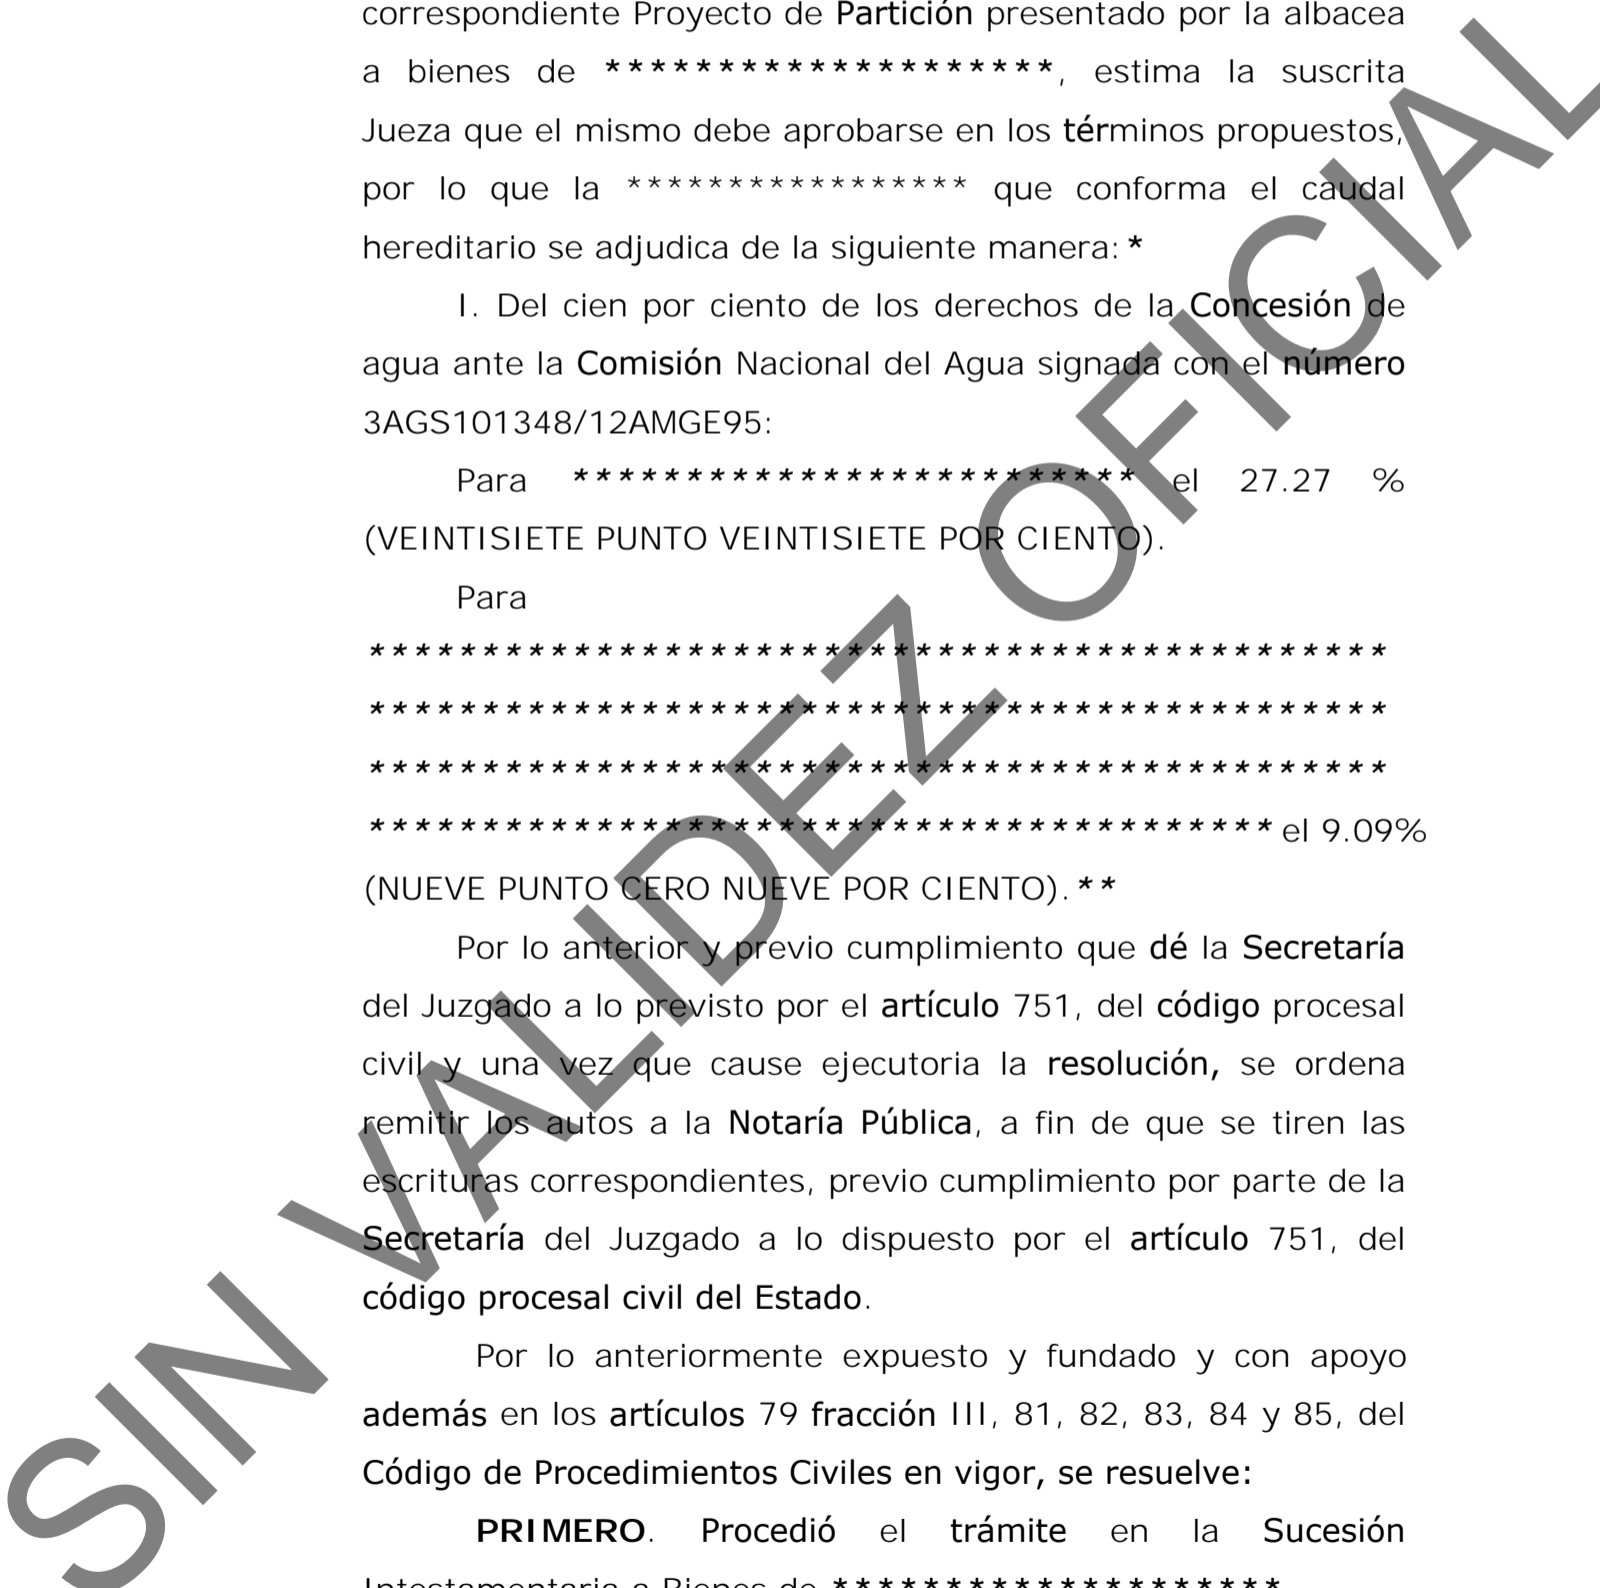 correspondiente Proyecto de Partición presentado por la albacea
a bienes de ********************, estima la suscrita
Jueza que el mismo debe aprobarse en los términos propuestos,
por lo que la ***************** que conforma el caudal
hereditario se adjudica de la siguiente manera: *
I. Del cien por ciento de los derechos de la Concesión de
agua ante la Comisión Nacional del Agua signada con el número
3AGS101348/12AMGE95:
Para ************************* el 27.27 %
(VEINTISIETE PUNTO VEINTISIETE POR CIENTO).
Para
*********************************************
*********************************************
*********************************************
**************************************** el 9.09%
(NUEVE PUNTO CERO NUEVE POR CIENTO). **
Por lo anterior y previo cumplimiento que dé la Secretaría
del Juzgado a lo previsto por el artículo 751, del código procesal
civil y una vez que cause ejecutoria la resolución, se ordena
remitir los autos a la Notaría Pública, a fin de que se tiren las
escrituras correspondientes, previo cumplimiento por parte de la
Secretaría del Juzgado a lo dispuesto por el artículo 751, del
código procesal civil del Estado.
Por lo anteriormente expuesto y fundado y con apoyo
además en los artículos 79 fracción III, 81, 82, 83, 84 y 85, del
Código de Procedimientos Civiles en vigor, se resuelve:
PRIMERO. Procedió el trámite en la Sucesión
Intestamentaria a Bienes de ********************
SIN VALIDEZ OFICIAL